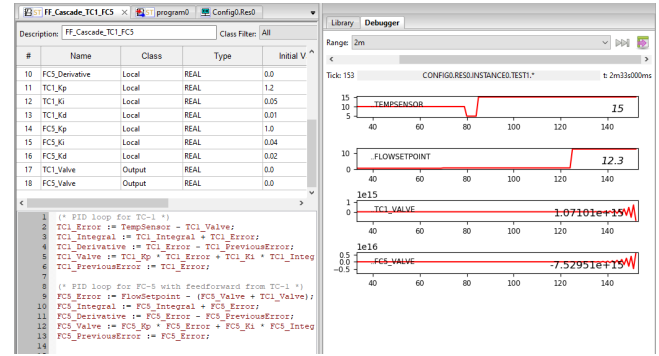 FF_Cascade_TC1_FC5 program0 Config0.Res0
Description: FF_Cascade_TC1_FC5 Class Filter: All
# Name Class Type Initial V
10 FC5_Derivative Local REAL 0.0
11 TC1_Kp Local REAL 1.2
12 TC1_Ki Local REAL 0.05
13 TC1_Kd Local REAL 0.01
14 FC5_Kp Local REAL 1.0
15 FC5_Ki Local REAL 0.04
16 FC5_Kd Local REAL 0.02
17 TC1_Valve Output REAL 0.0
18 FC5_Valve Output REAL 0.0
1 (* PID loop for TC-1 *)
2 TC1_Error := TempSensor - TC1_Valve;
3 TC1_Integral := TC1_Integral + TC1_Error;
4 TC1_Derivative := TC1_Error - TC1_PreviousError;
5 TC1_Valve := TC1_Kp * TC1_Error + TC1_Ki * TC1_Integ
6 TC1_PreviousError := TC1_Error;
7
8 (* PID loop for FC-5 with feedforward from TC-1 *)
9 FC5_Error := FlowSetpoint - (FC5_Valve + TC1_Valve);
10 FC5_Integral := FC5_Integral + FC5_Error;
11 FC5_Derivative := FC5_Error - FC5_PreviousError;
12 FC5_Valve := FC5_Kp * FC5_Error + FC5_Ki * FC5_Integ
13 FC5_PreviousError := FC5_Error;
14
Library Debugger
Range: 2m
Tick: 153 CONFIG0.RES0.INSTANCE0.TEST1.* t: 2m33s000ms
15
10
5
..TEMPSENSOR
15
40 60 80 100 120 140
10
0
..FLOWSETPOINT
12.3
40 60 80 100 120 140
1e15
1
0
..TC1_VALVE
1.07101e+15
40 60 80 100 120 140
1e16
0.5
0.0
-0.5
..FC5_VALVE
-7.52951e+15
40 60 80 100 120 140